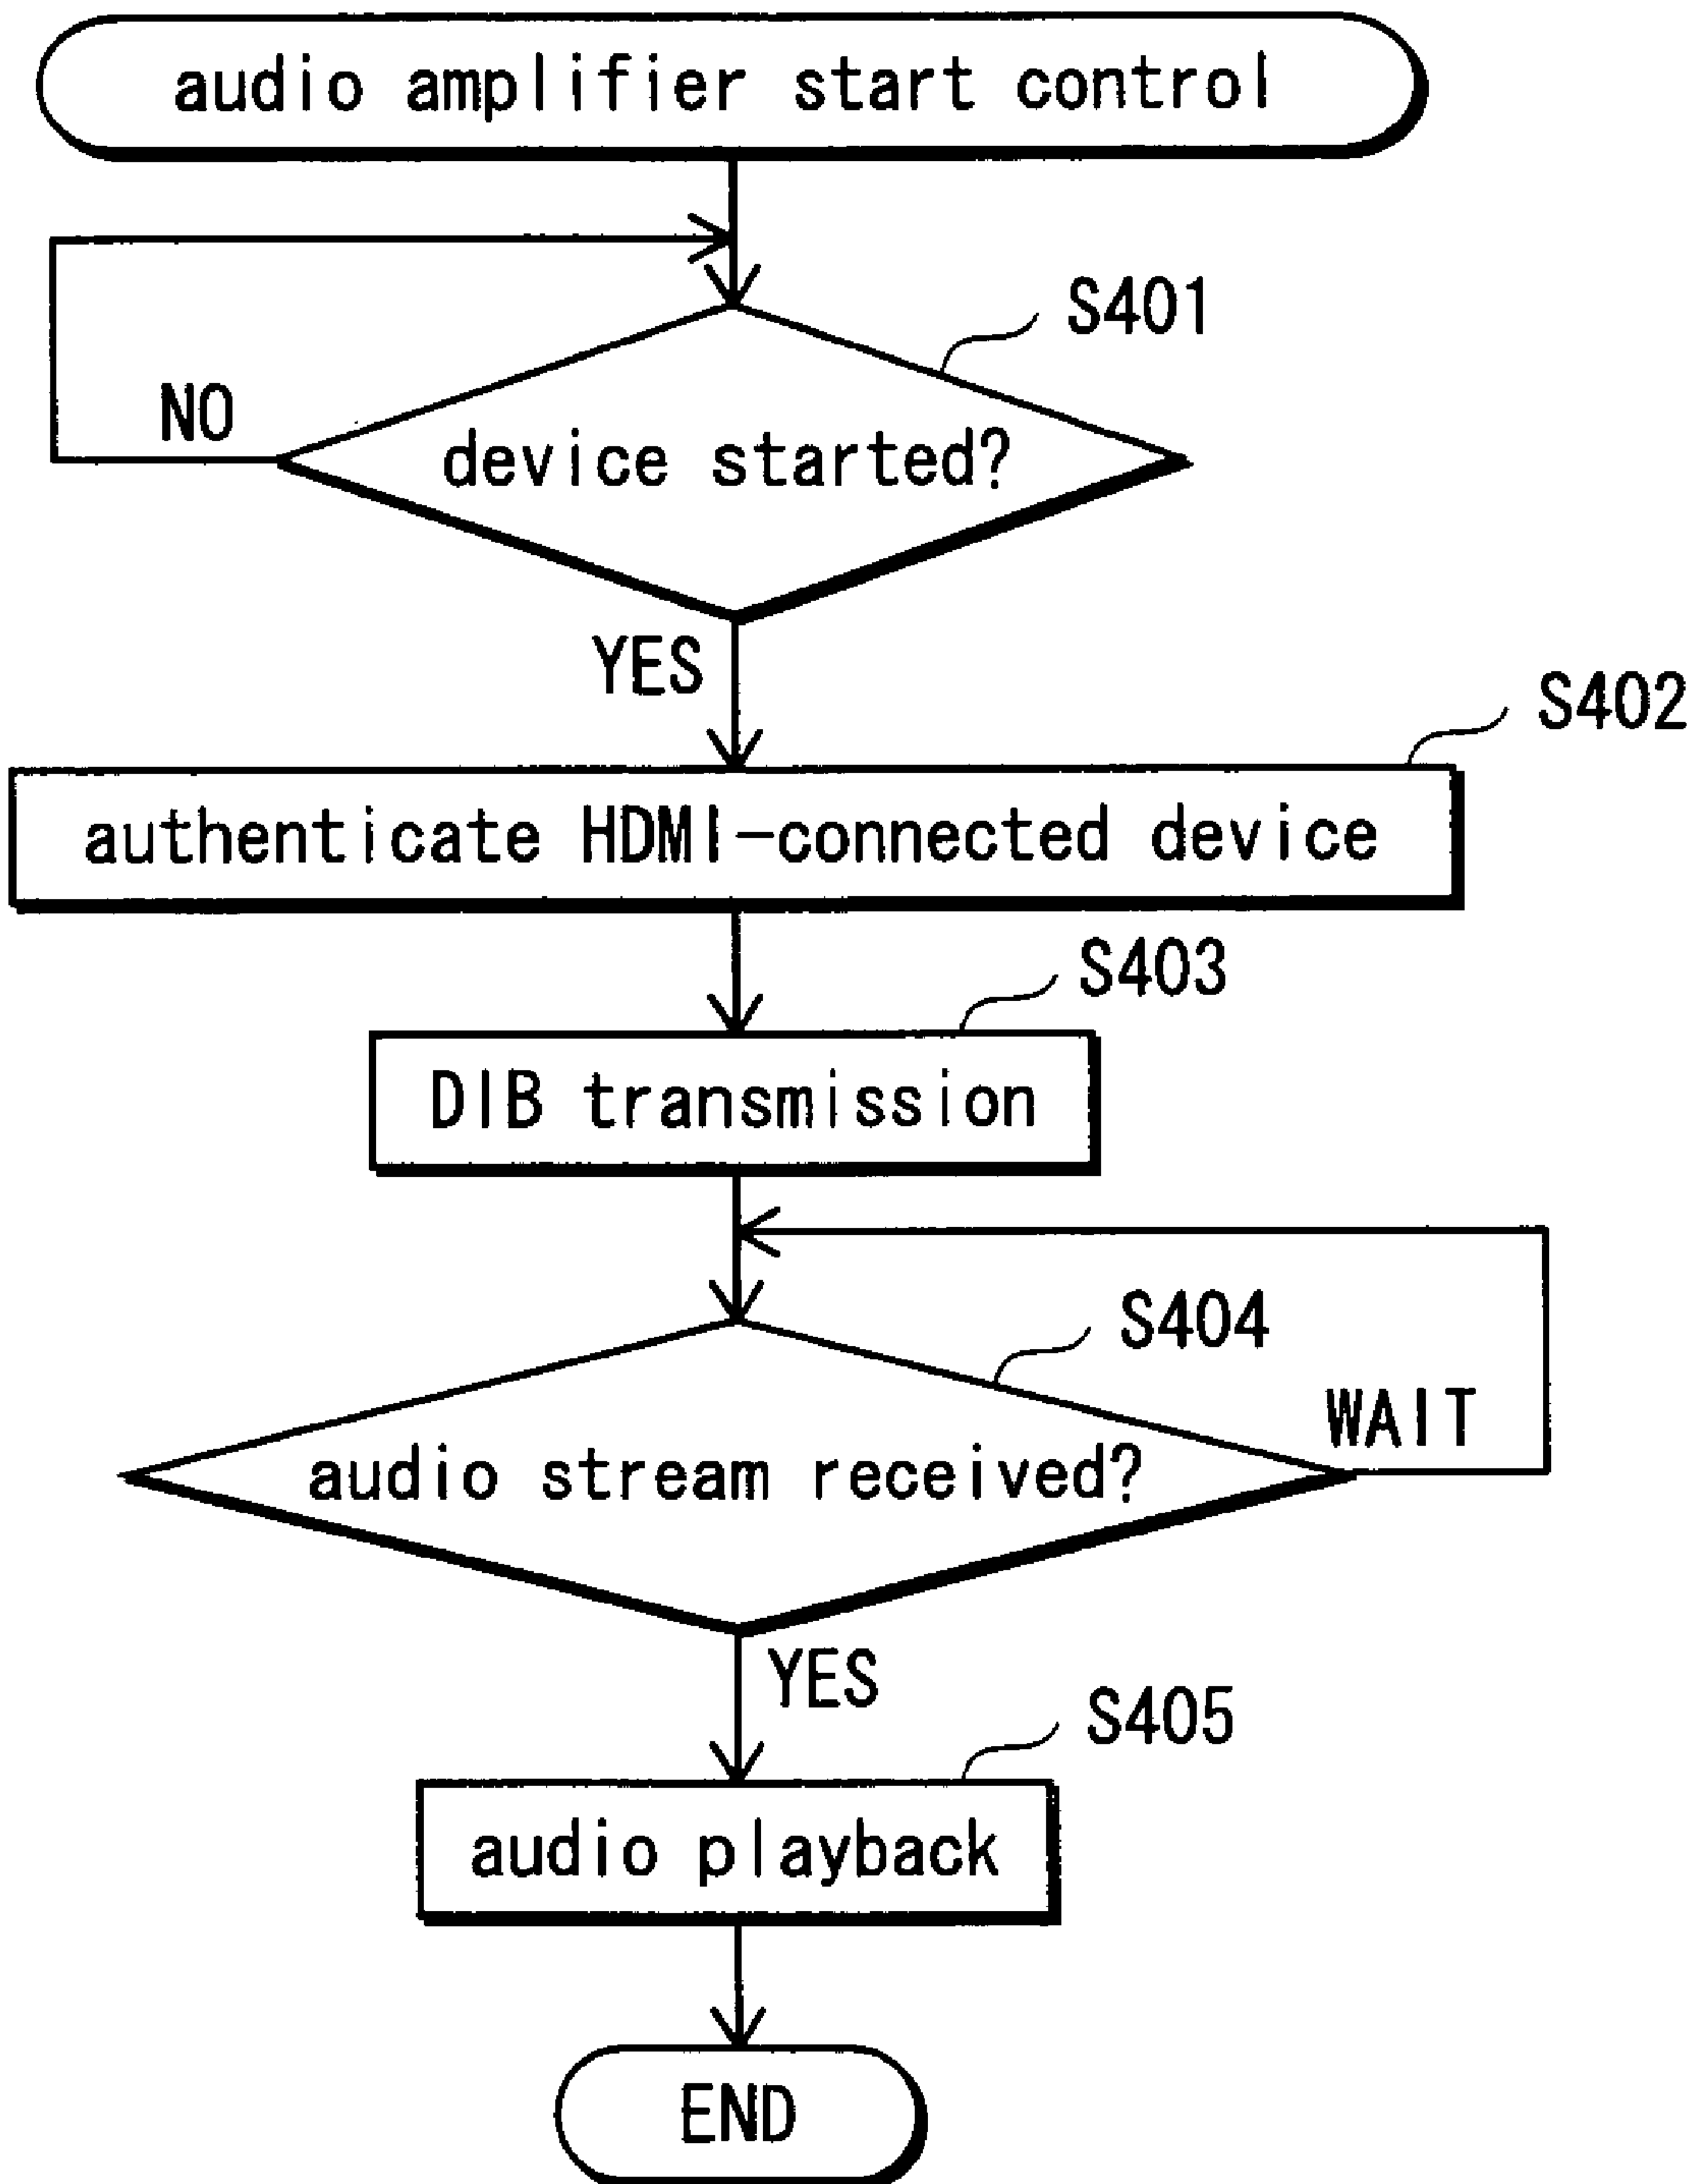 audio amplifier start control
S401
NO
device started?
YES
S402
authenticate HDMI-connected device
S403
DIB transmission
S404
WAIT
audio stream received?
YES
S405
audio playback
END